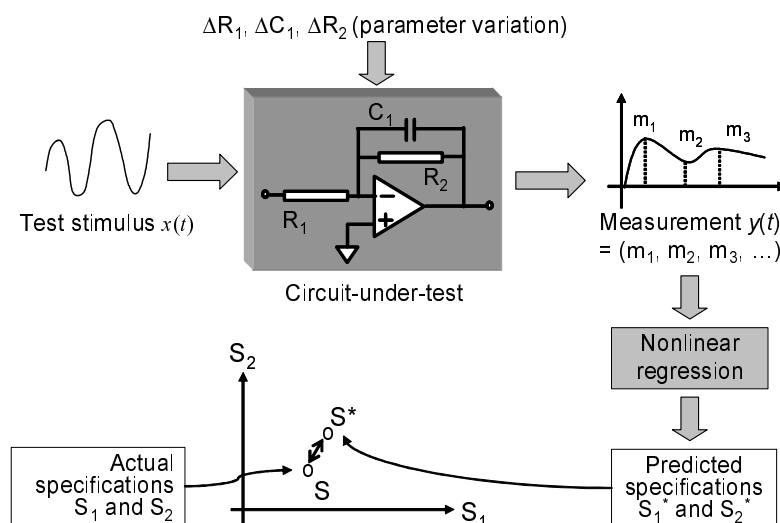 ΔR₁, ΔC₁, ΔR₂ (parameter variation)
C₁
R₂
R₁
m₁
m₂
m₃
Test stimulus x(t)
Circuit-under-test
Measurement y(t)
= (m₁, m₂, m₃, …)
Nonlinear
regression
S₂
S*
S
S₁
Actual
specifications
S₁ and S₂
Predicted
specifications
S₁* and S₂*